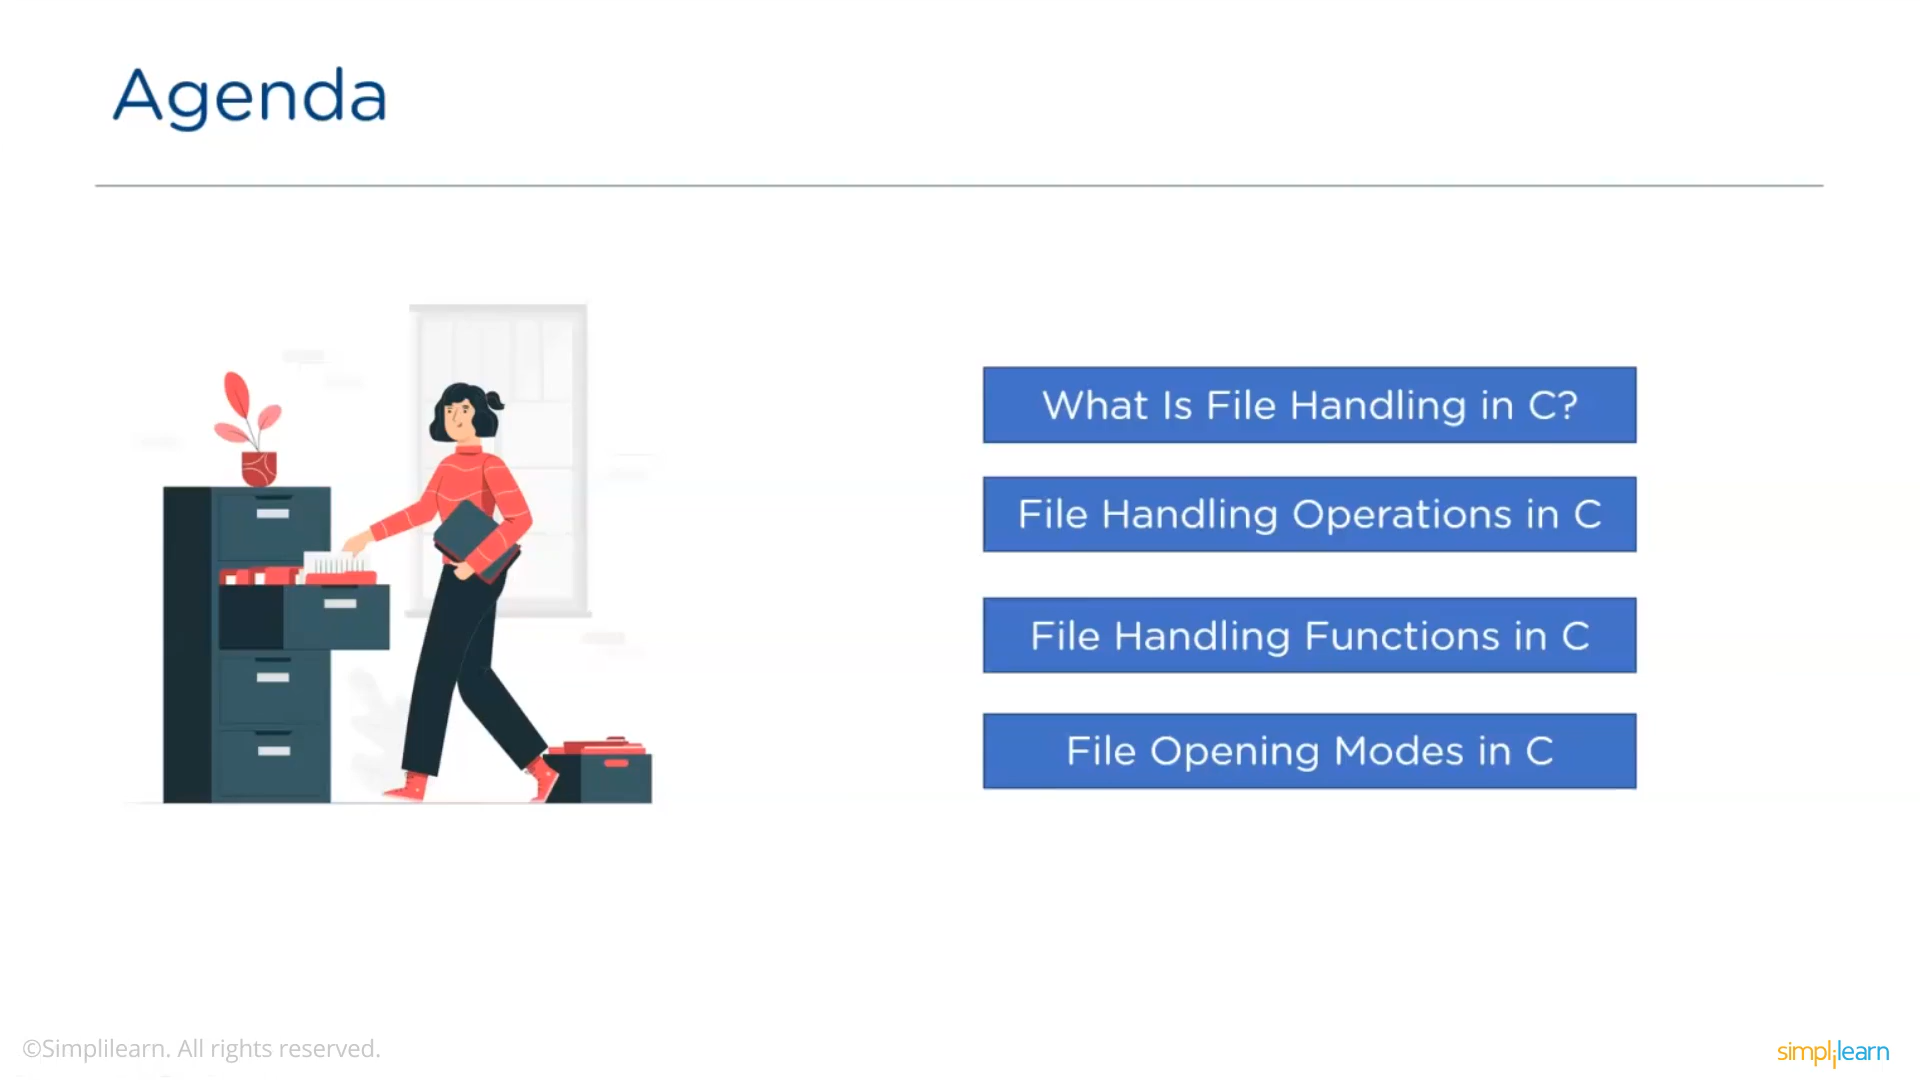 Agenda
What Is File Handling in C?
File Handling Operations in C
File Handling Functions in C
File Opening Modes in C
©Simplilearn. All rights reserved.
simplilearn